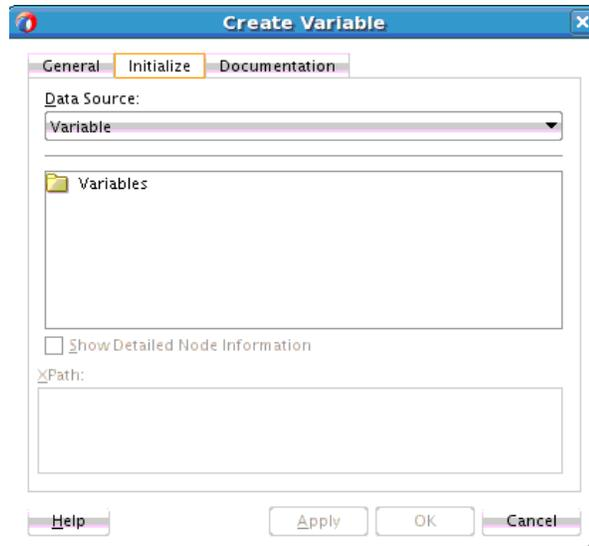 Create Variable
General Initialize Documentation
Data Source:
Variable
Variables
Show Detailed Node Information
XPath:
Help Apply OK Cancel